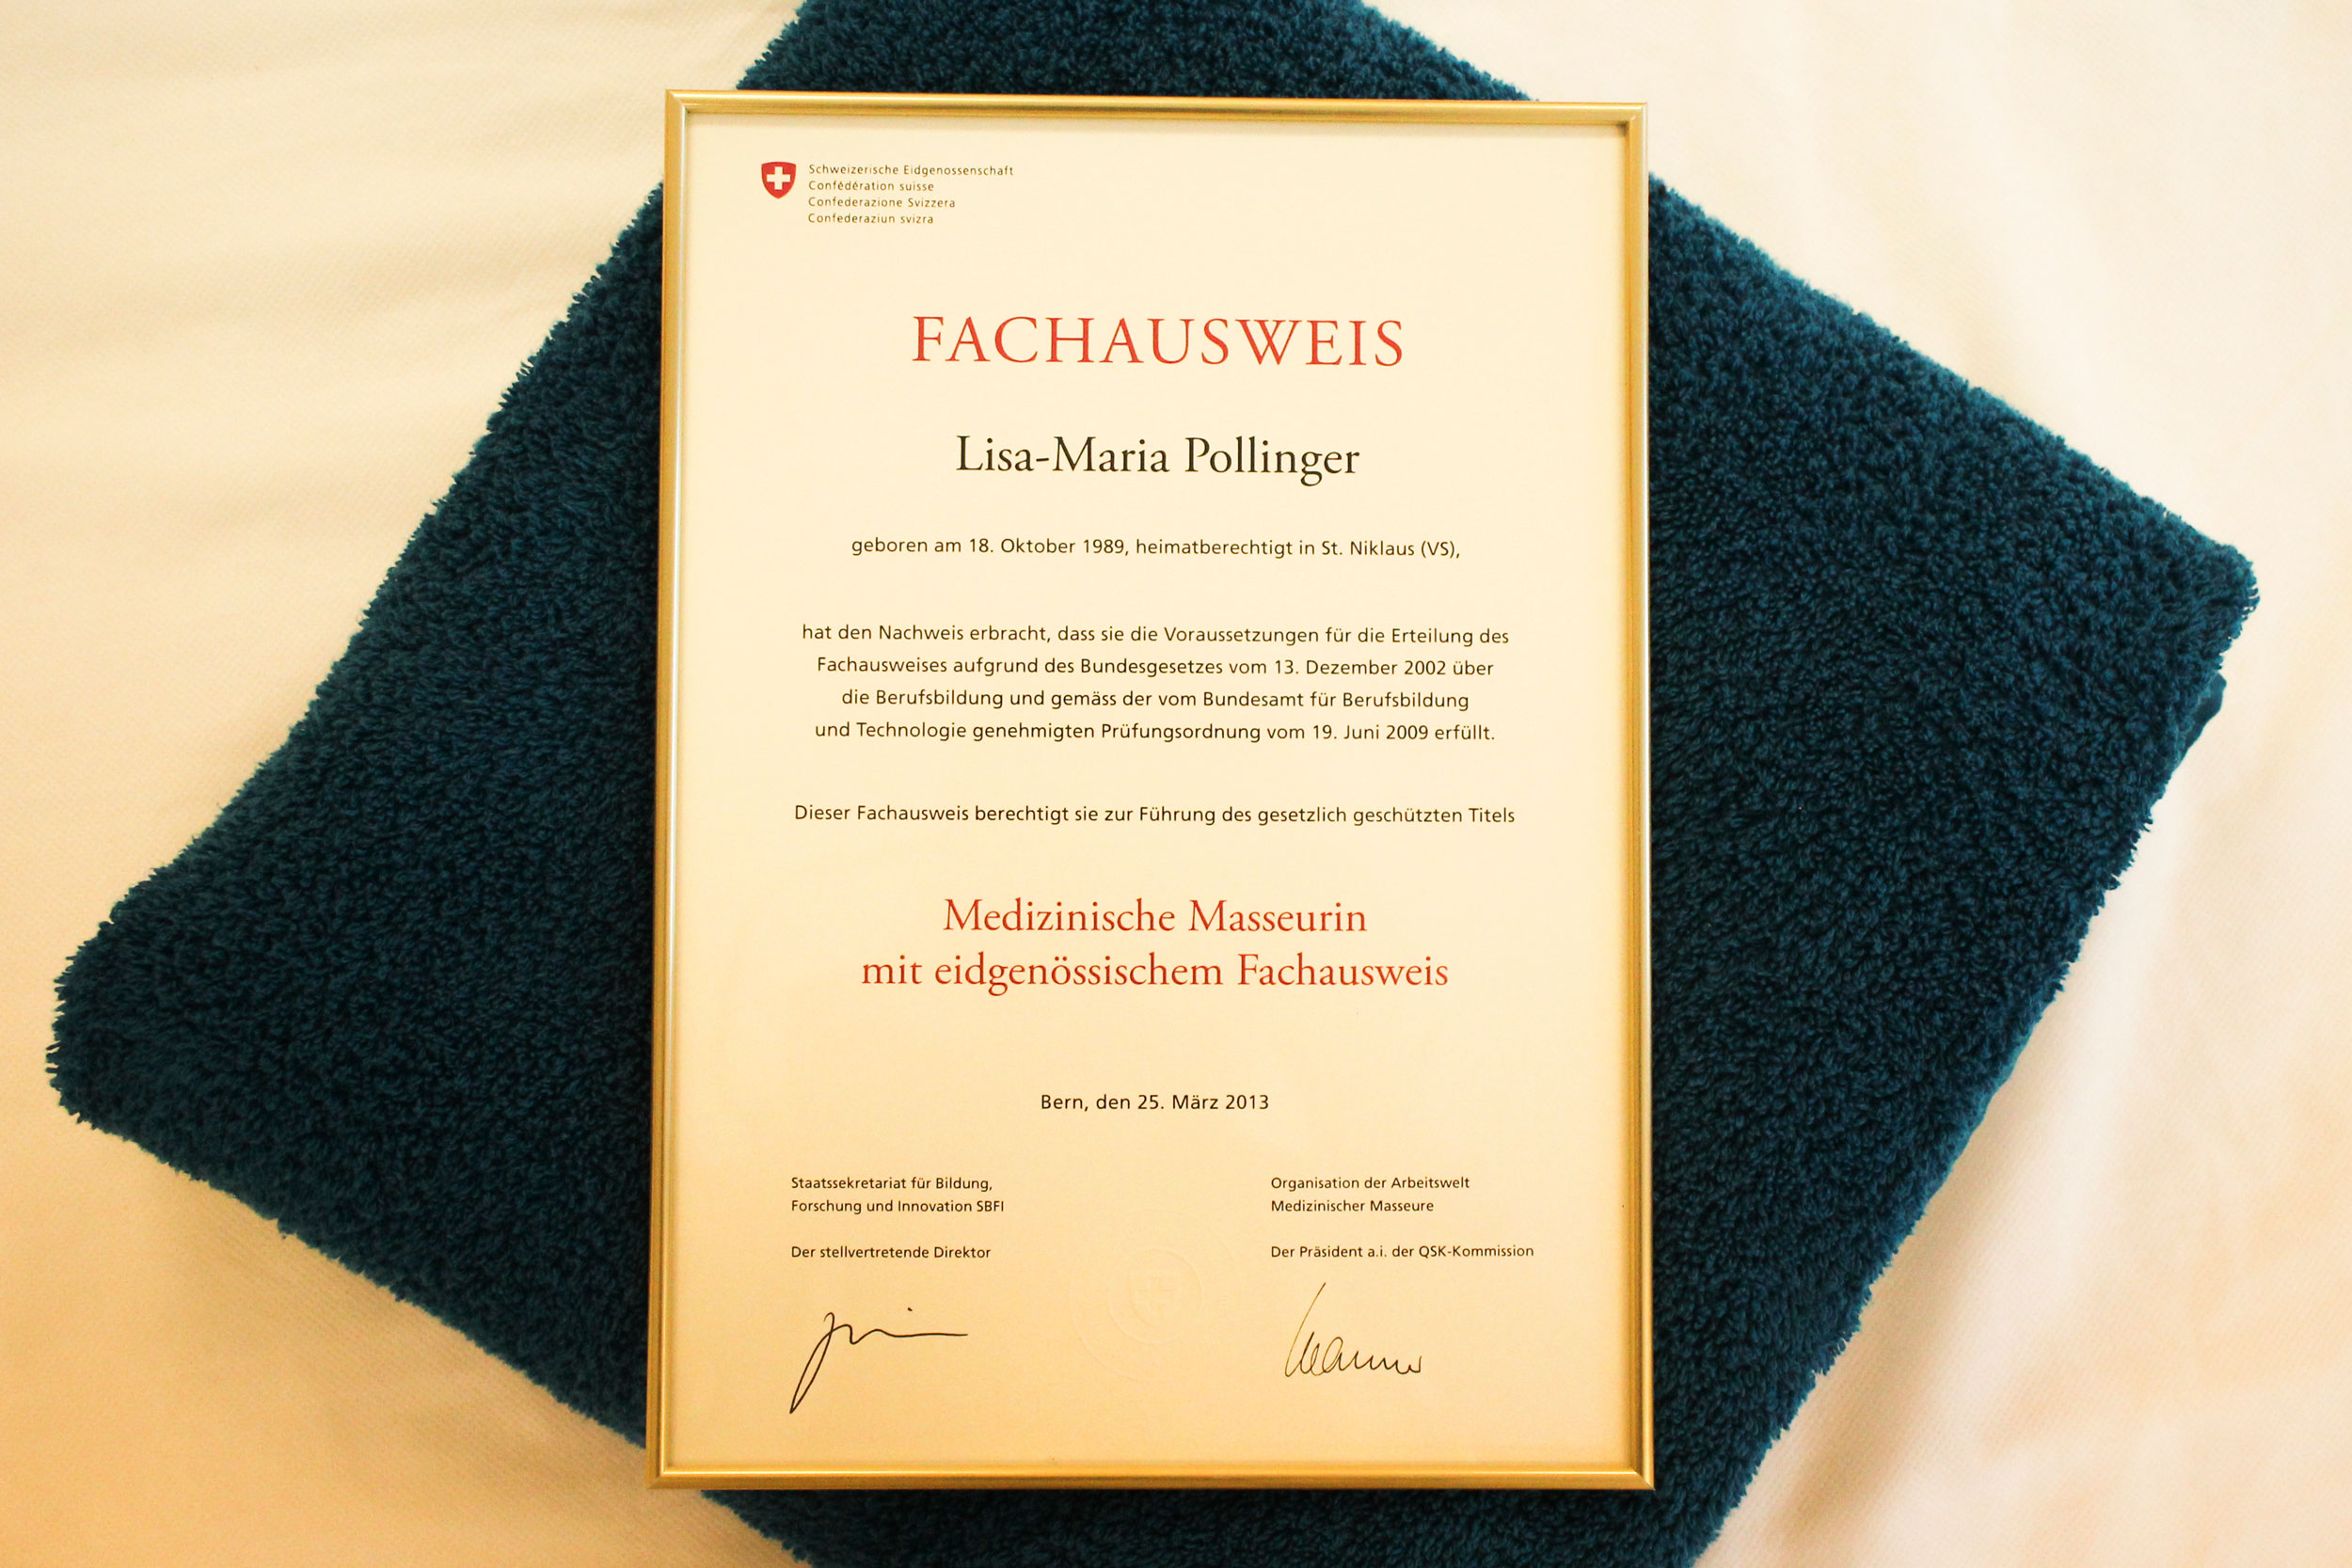 Schweizerische Eidgenossenschaft
Confédération suisse
Confederazione Svizzera
Confederaziun svizra
FACHAUSWEIS
Lisa-Maria Pollinger
geboren am 18. Oktober 1989, heimatberechtigt in St. Niklaus (VS),
hat den Nachweis erbracht, dass sie die Voraussetzungen für die Erteilung des
Fachausweises aufgrund des Bundesgesetzes vom 13. Dezember 2002 über
die Berufsbildung und gemäss der vom Bundesamt für Berufsbildung
und Technologie genehmigten Prüfungsordnung vom 19. Juni 2009 erfüllt.
Dieser Fachausweis berechtigt sie zur Führung des gesetzlich geschützten Titels
Medizinische Masseurin
mit eidgenössischem Fachausweis
Bern, den 25. März 2013
Staatssekretariat für Bildung,
Forschung und Innovation SBFI
Der stellvertretende Direktor
Organisation der Arbeitswelt
Medizinischer Masseure
Der Präsident a.i. der QSK-Kommission